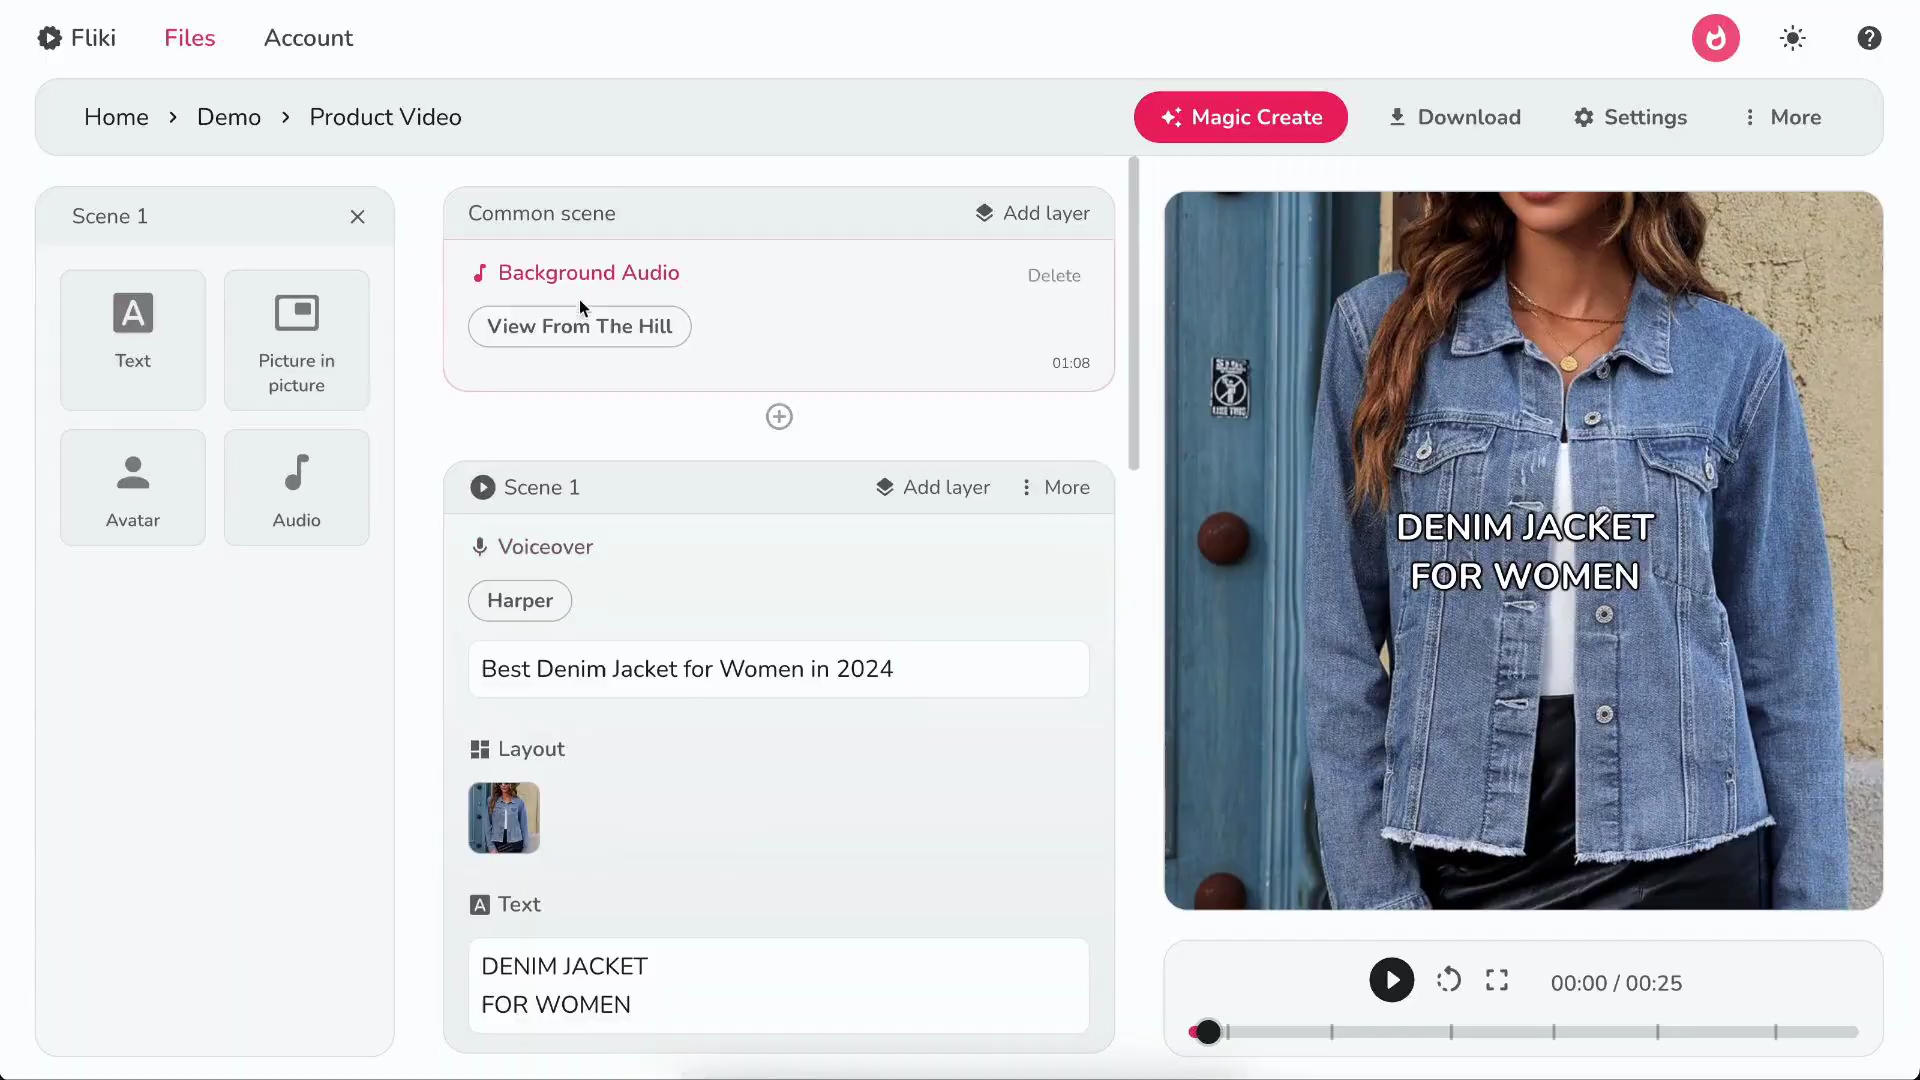 Fliki
Files
Account
Home > Demo > Product Video
Magic Create
Download
Settings
More
Scene 1
Text
Picture in
picture
Avatar
Audio
Common scene
Add layer
Background Audio
Delete
View From The Hill
01:08
Scene 1
Add layer
More
Voiceover
Harper
Best Denim Jacket for Women in 2024
Layout
Text
DENIM JACKET
FOR WOMEN
DENIM JACKET
FOR WOMEN
00:00 / 00:25